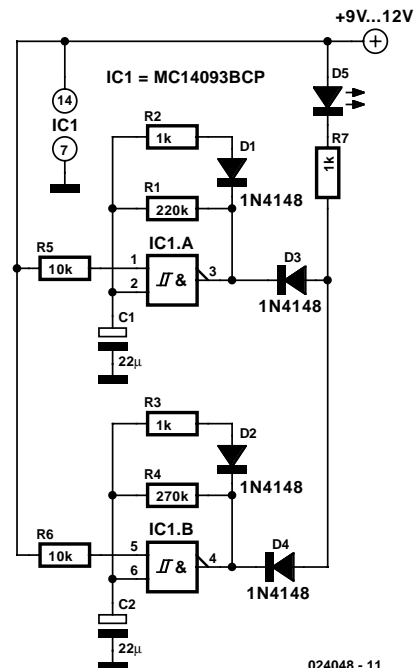 +9V...12V
IC1 = MC14093BCP
D5
14
IC1
7
R2
1k
D1
1N4148
R7
1k
R1
220k
R5
10k
IC1.A
1
2
&
3
D3
1N4148
C1
22µ
R3
1k
D2
1N4148
R4
270k
R6
10k
IC1.B
5
6
&
4
D4
1N4148
C2
22µ
024048 - 11